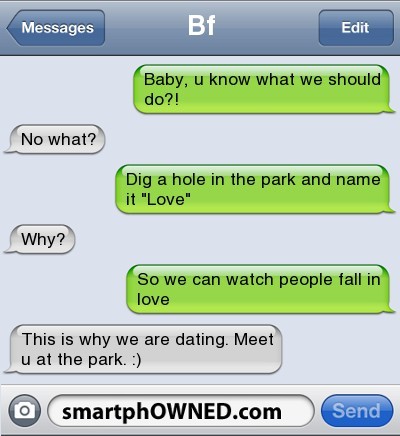 Messages
Bf
Edit
Baby, u know what we should
do?!
No what?
Dig a hole in the park and name
it "Love"
Why?
So we can watch people fall in
love
This is why we are dating. Meet
u at the park. :)
smartphOWNED.com
Send